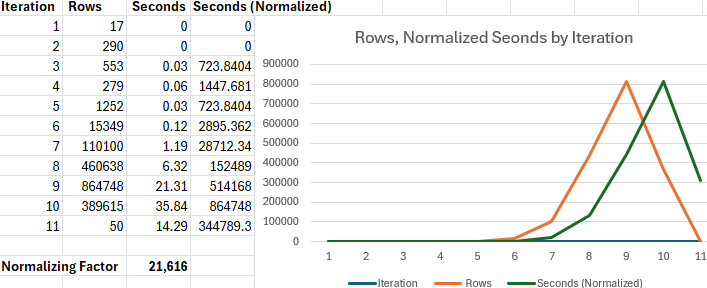 Iteration Rows Seconds Seconds (Normalized)
1 17 0 0
2 290 0 0
3 553 0.03 723.8404
4 279 0.06 1447.681
5 1252 0.03 723.8404
6 15349 0.12 2895.362
7 110100 1.19 28712.34
8 460638 6.32 152489
9 864748 21.31 514168
10 389615 35.84 864748
11 50 14.29 344789.3
Normalizing Factor 21,616
Rows, Normalized Seonds by Iteration
900000
800000
700000
600000
500000
400000
300000
200000
100000
0
1 2 3 4 5 6 7 8 9 10 11
Iteration Rows Seconds (Normalized)